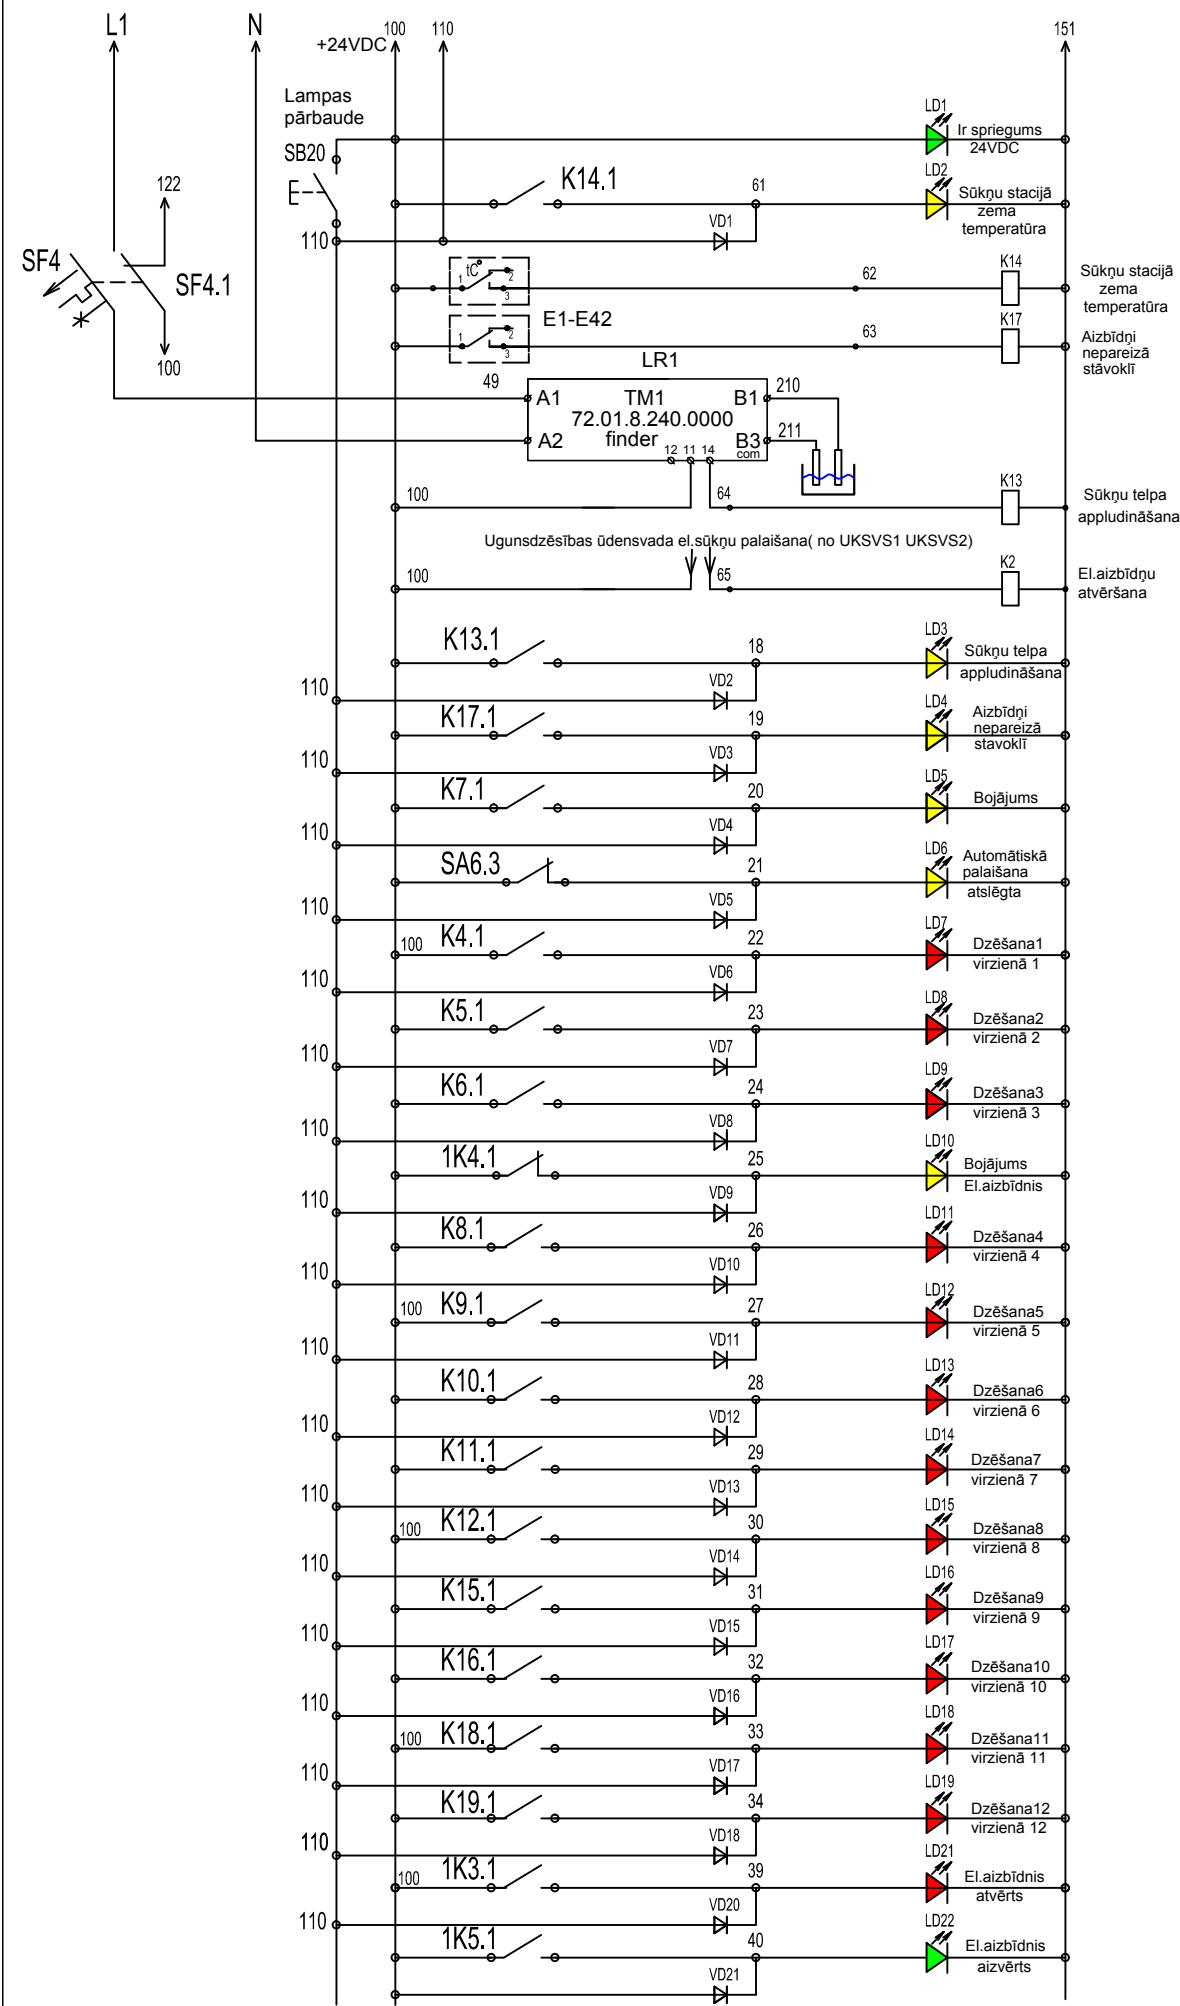 L1
N
100
110
151
+24VDC
Lampas
pārbaude
SB20
E
110
LD1
Ir spriegums
24VDC
K14.1
61
VD1
LD2
Sūkņu stacijā
zema
temperatūra
122
SF4
SF4.1
100
tC°
1
2
3
62
K14
Sūkņu stacijā
zema
temperatūra
1
2
3
E1-E42
63
K17
Aizbīdņi
nepareizā
stāvoklī
LR1
49
A1
TM1
B1
210
72.01.8.240.0000
A2
finder
B3
com
211
12
11
14
100
64
K13
Sūkņu telpa
appludināšana
Ugunsdzēsības ūdensvada el.sūkņu palaišana( no UKSVS1 UKSVS2)
100
65
K2
El.aizbīdņu
atvēršana
K13.1
18
LD3
Sūkņu telpa
appludināšana
110
VD2
K17.1
19
LD4
Aizbīdņi
nepareizā
stavoklī
110
VD3
K7.1
20
LD5
Bojājums
110
VD4
SA6.3
21
LD6
Automātiskā
palaišana
atslēgta
110
VD5
100
K4.1
22
LD7
Dzēšana1
virzienā 1
110
VD6
K5.1
23
LD8
Dzēšana2
virzienā 2
110
VD7
K6.1
24
LD9
Dzēšana3
virzienā 3
110
VD8
1K4.1
25
LD10
Bojājums
El.aizbīdnis
110
VD9
K8.1
26
LD11
Dzēšana4
virzienā 4
110
VD10
100
K9.1
27
LD12
Dzēšana5
virzienā 5
110
VD11
K10.1
28
LD13
Dzēšana6
virzienā 6
110
VD12
K11.1
29
LD14
Dzēšana7
virzienā 7
110
VD13
100
K12.1
30
LD15
Dzēšana8
virzienā 8
110
VD14
K15.1
31
LD16
Dzēšana9
virzienā 9
110
VD15
K16.1
32
LD17
Dzēšana10
virzienā 10
110
VD16
100
K18.1
33
LD18
Dzēšana11
virzienā 11
110
VD17
K19.1
34
LD19
Dzēšana12
virzienā 12
110
VD18
100
1K3.1
39
LD21
El.aizbīdnis
atvērts
110
VD20
1K5.1
40
LD22
El.aizbīdnis
aizvērts
VD21